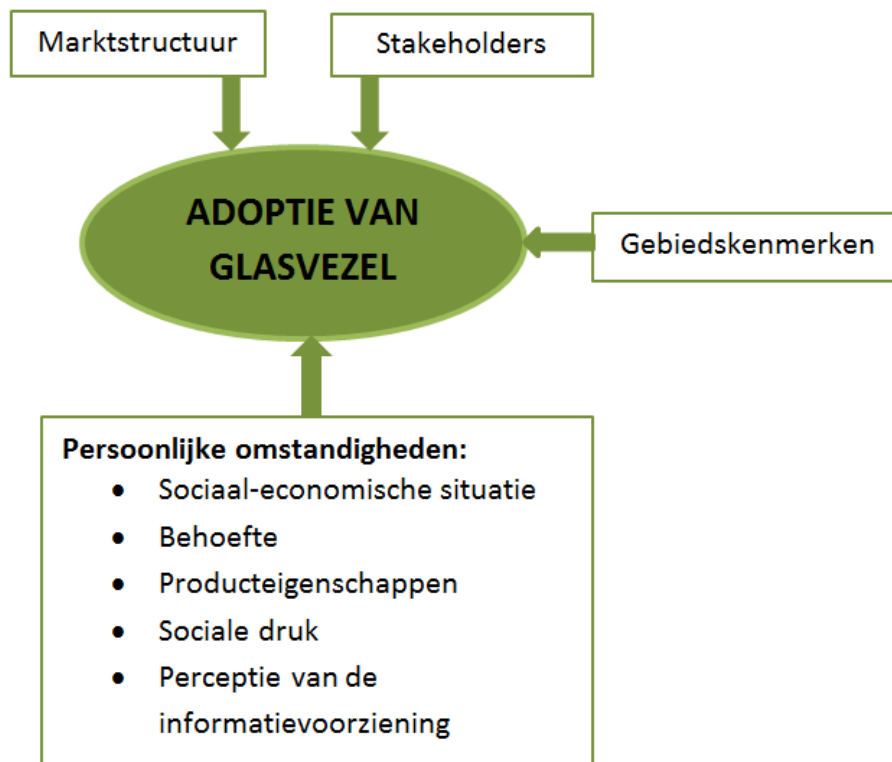 Marktstructuur
Stakeholders
ADOPTIE VAN
GLASVEZEL
Gebiedskenmerken
Persoonlijke omstandigheden:
• Sociaal-economische situatie
• Behoefte
• Producteigenschappen
• Sociale druk
• Perceptie van de
informatievoorziening